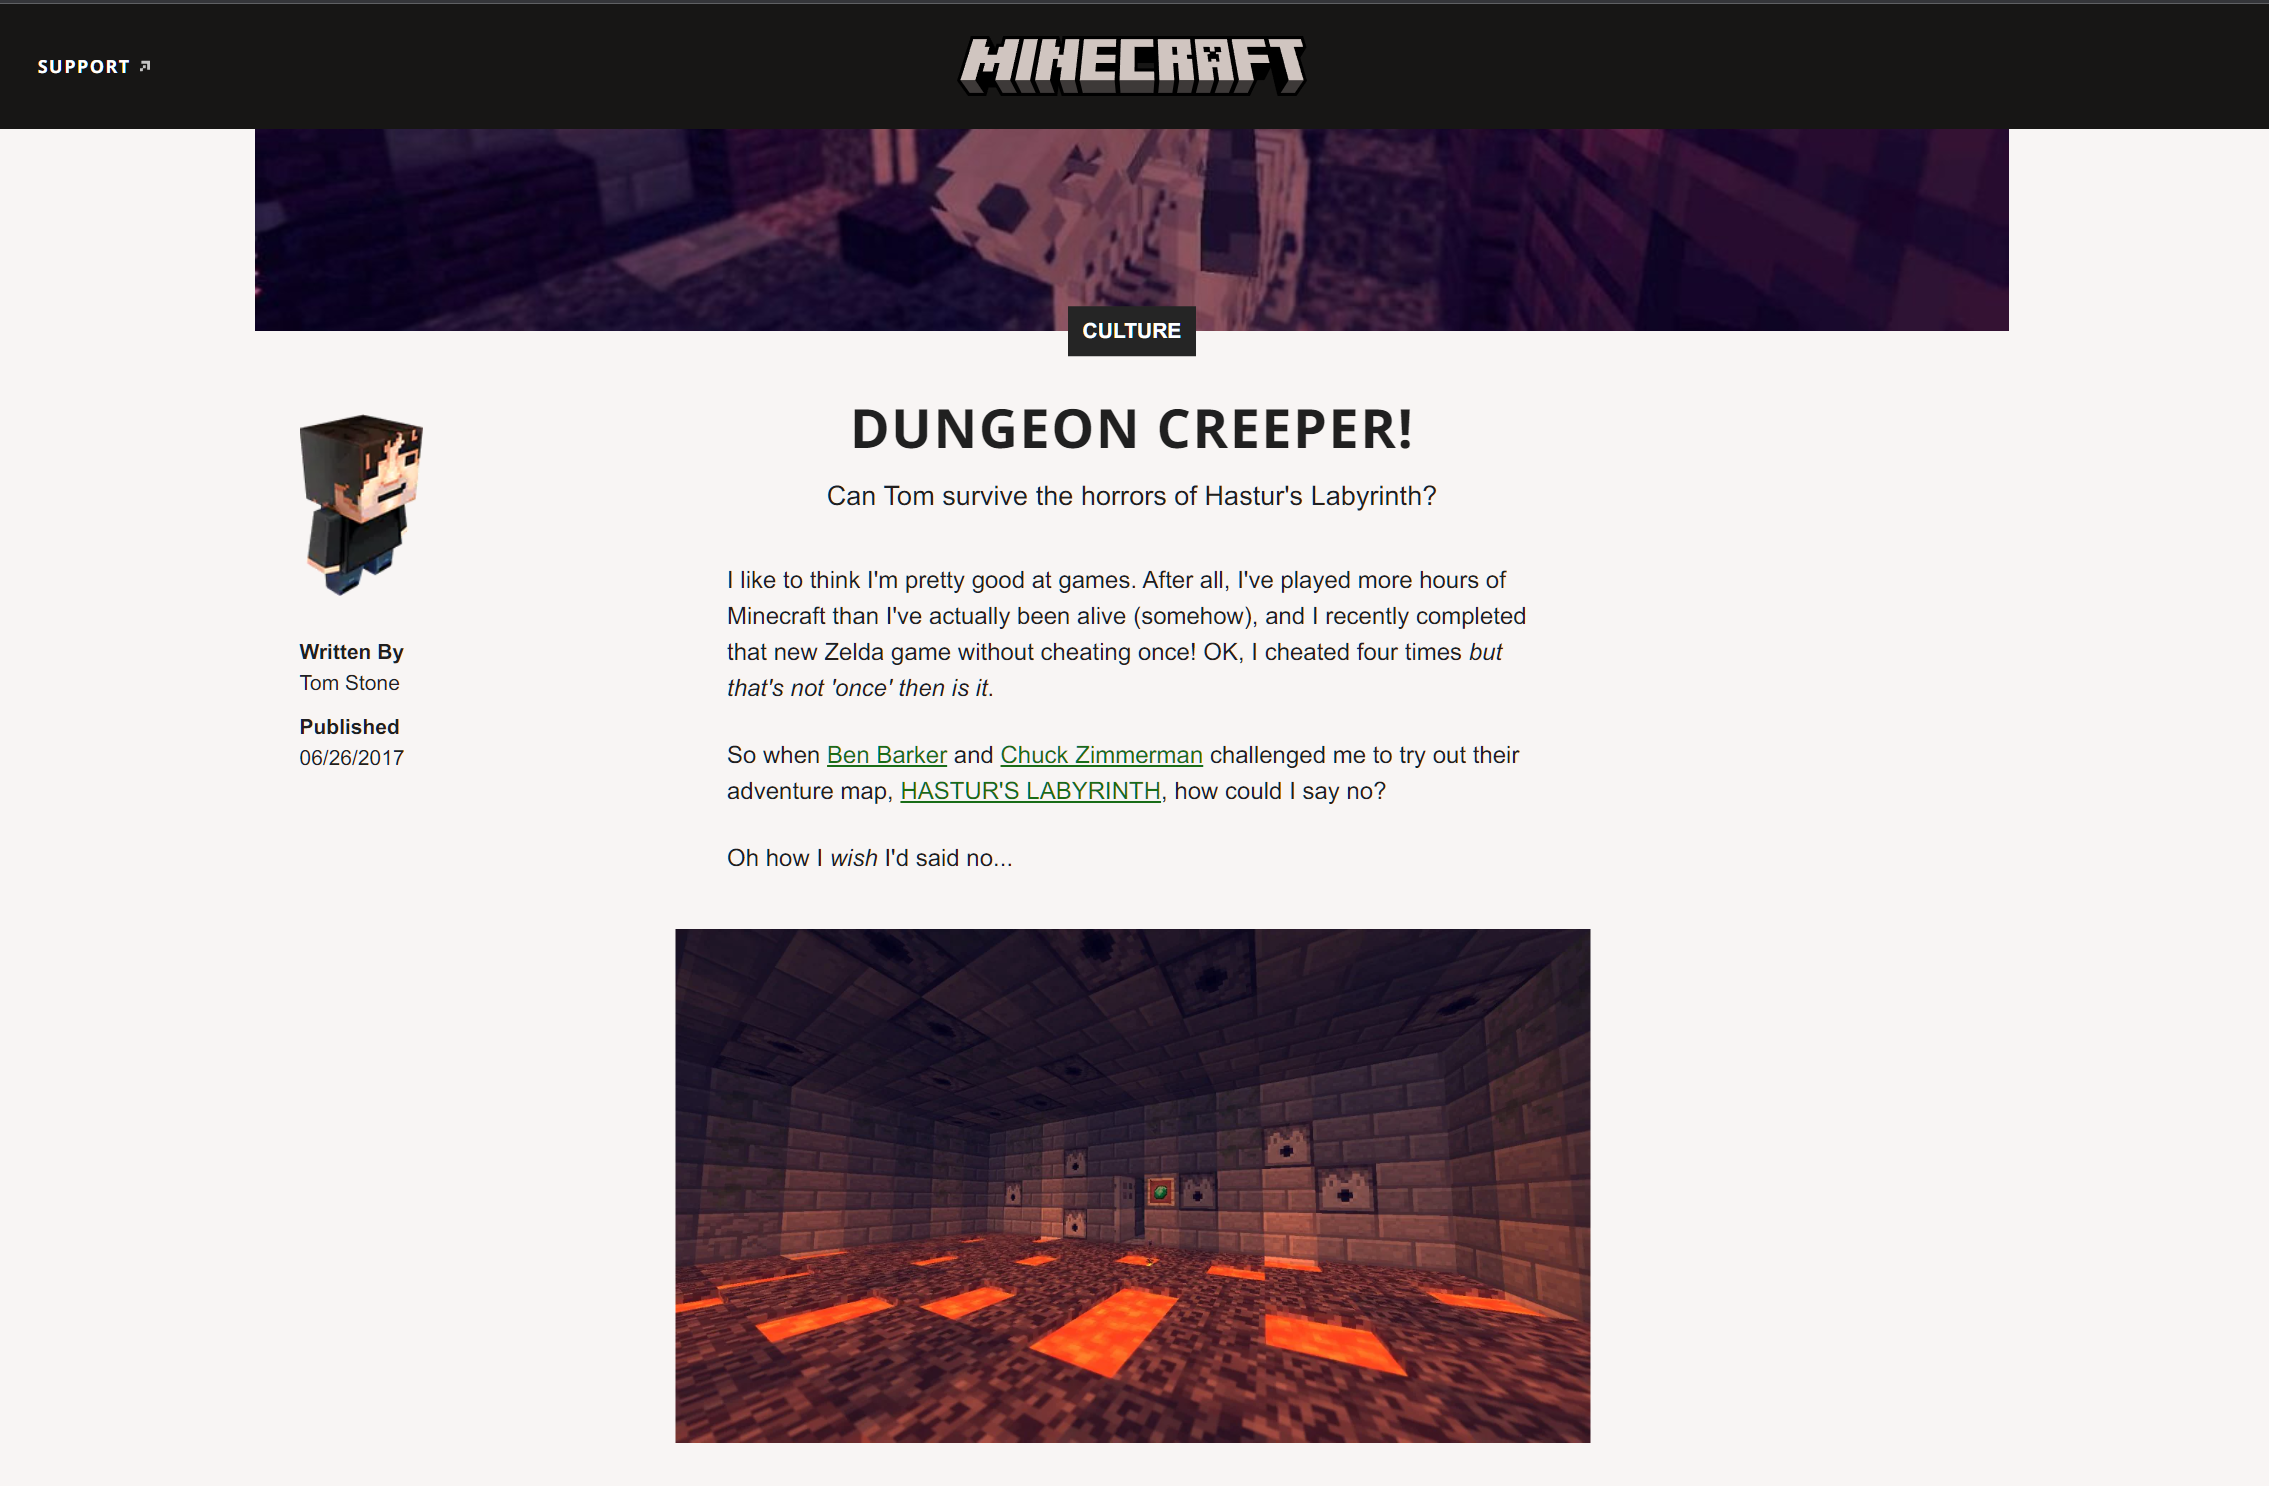 SUPPORT
MINECRAFT
CULTURE
DUNGEON CREEPER!
Can Tom survive the horrors of Hastur's Labyrinth?
Written By
Tom Stone
Published
06/26/2017
I like to think I'm pretty good at games. After all, I've played more hours of
Minecraft than I've actually been alive (somehow), and I recently completed
that new Zelda game without cheating once! OK, I cheated four times but
that's not 'once' then is it.
So when Ben Barker and Chuck Zimmerman challenged me to try out their
adventure map, HASTUR'S LABYRINTH, how could I say no?
Oh how I wish I'd said no...